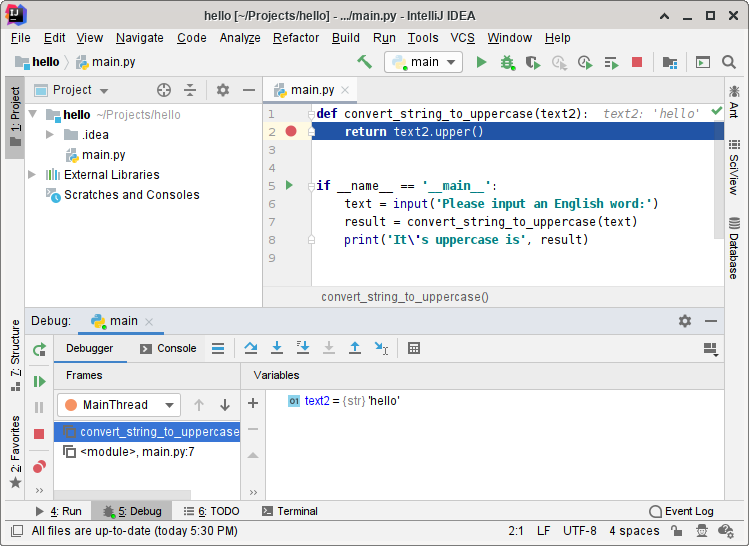 hello [~/Projects/hello] - .../main.py - IntelliJ IDEA
File Edit View Navigate Code Analyze Refactor Build Run Tools VCS Window Help
hello main.py main
1: Project
Project
hello ~/Projects/hello
.idea
main.py
External Libraries
Scratches and Consoles
main.py
1 def convert_string_to_uppercase(text2): text2: 'hello'
2 return text2.upper()
3
4
5 if __name__ == '__main__':
6 text = input('Please input an English word:')
7 result = convert_string_to_uppercase(text)
8 print('It\'s uppercase is', result)
9
convert_string_to_uppercase()
Ant
SciView
Database
7: Structure
2: Favorites
Debug: main
Debugger Console
Frames
MainThread
convert_string_to_uppercase
<module>, main.py:7
Variables
01 text2 = {str} 'hello'
4: Run 5: Debug 6: TODO Terminal Event Log
All files are up-to-date (today 5:30 PM) 2:1 LF UTF-8 4 spaces